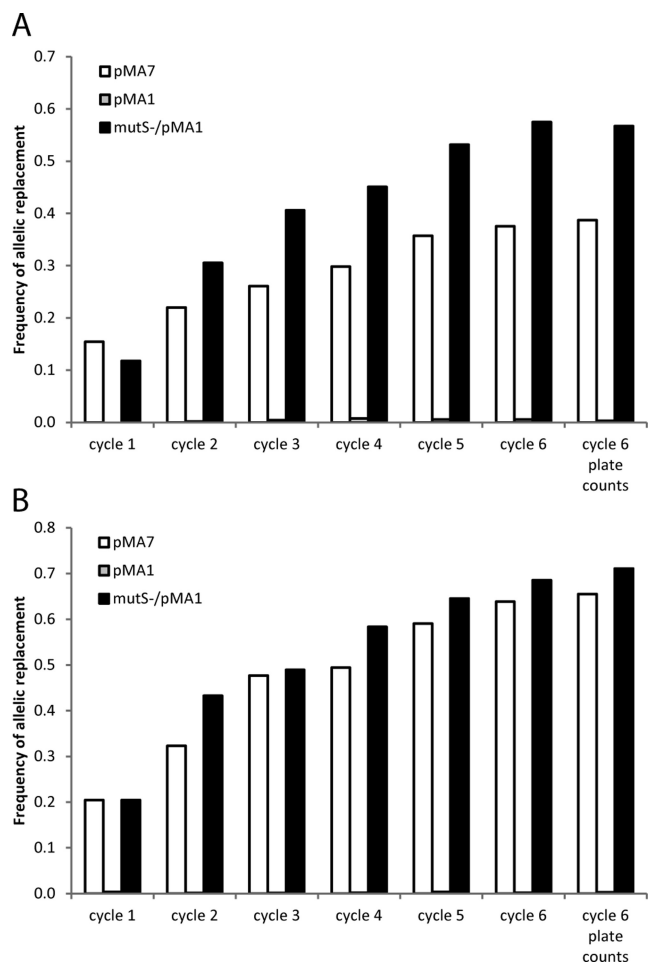 A
0.7
0.6
0.5
0.4
0.3
0.2
0.1
0.0
Frequency of allelic replacement
pMA7
pMA1
mutS-/pMA1
cycle 1 cycle 2 cycle 3 cycle 4 cycle 5 cycle 6 cycle 6
plate
counts
B
0.8
0.7
0.6
0.5
0.4
0.3
0.2
0.1
0.0
Frequency of allelic replacement
pMA7
pMA1
mutS-/pMA1
cycle 1 cycle 2 cycle 3 cycle 4 cycle 5 cycle 6 cycle 6
plate
counts